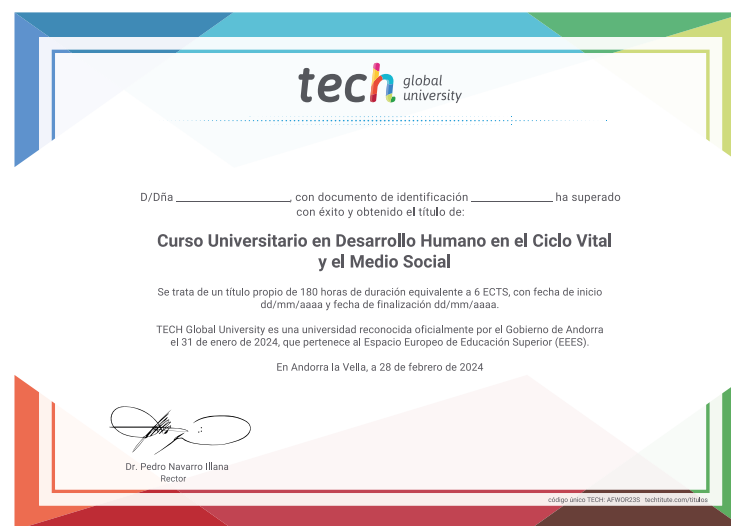 tech global
university
D/Dña ____________________, con documento de identificación ______________ ha superado
con éxito y obtenido el título de:
Curso Universitario en Desarrollo Humano en el Ciclo Vital
y el Medio Social
Se trata de un título propio de 180 horas de duración equivalente a 6 ECTS, con fecha de inicio
dd/mm/aaaa y fecha de finalización dd/mm/aaaa.
TECH Global University es una universidad reconocida oficialmente por el Gobierno de Andorra
el 31 de enero de 2024, que pertenece al Espacio Europeo de Educación Superior (EEES).
En Andorra la Vella, a 28 de febrero de 2024
Dr. Pedro Navarro Illana
Rector
código único TECH: AFWOR23S techtitute.com/titulos